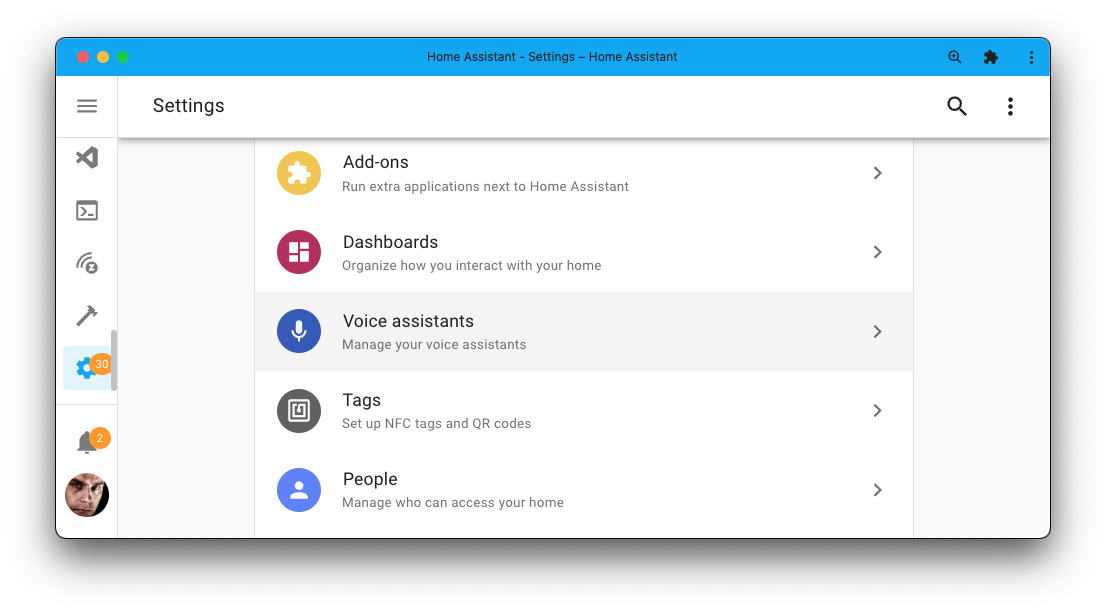 Home Assistant - Settings – Home Assistant
Settings
Add-ons
Run extra applications next to Home Assistant
Dashboards
Organize how you interact with your home
Voice assistants
Manage your voice assistants
Tags
Set up NFC tags and QR codes
People
Manage who can access your home
30
2